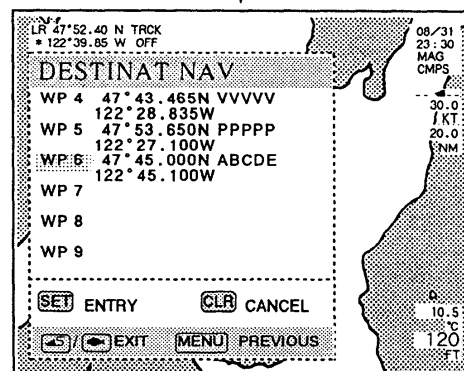 LR 47°52.40 N TRCK
* 122°39.85 W OFF
08/31
23:30
MAG
CMPS
30.0
KT
20.0
NM
DESTINAT NAV
WP 4 47°43.465N VVVVV
122°28.835W
WP 5 47°53.650N PPPPP
122°27.100W
WP 6 47°45.000N ABCDE
122°45.100W
WP 7
WP 8
WP 9
SET ENTRY CLR CANCEL
EXIT MENU PREVIOUS
10.5
°C
120
FT